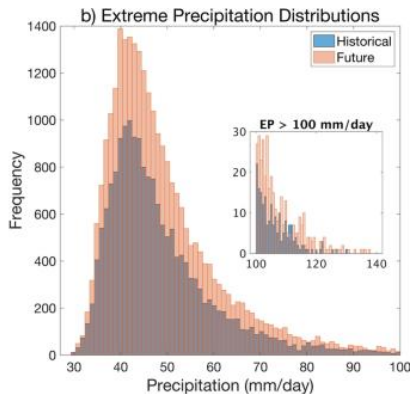 b) Extreme Precipitation Distributions
1400
1200
1000
800
600
400
200
0
Frequency
Historical
Future
EP > 100 mm/day
30
20
10
0
100 120 140
30 40 50 60 70 80 90 100
Precipitation (mm/day)